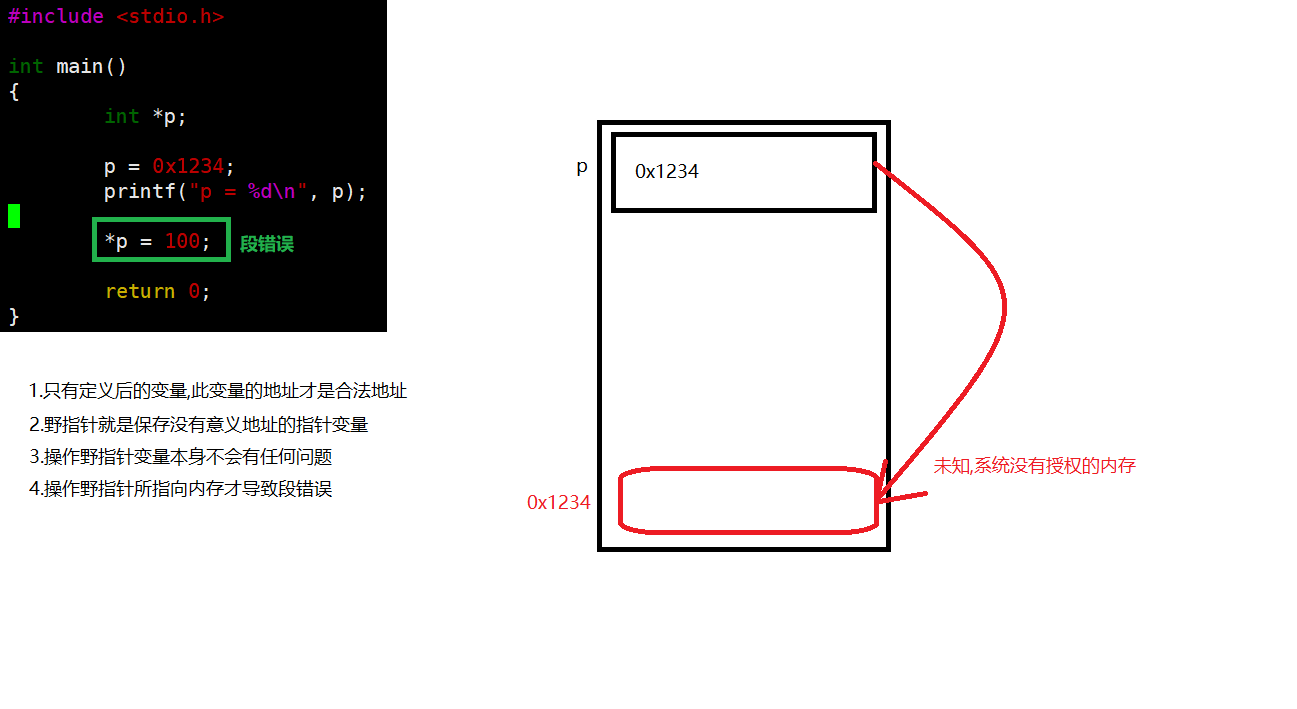 #include <stdio.h>
int main()
{
int *p;
p = 0x1234;
printf("p = %d\n", p);
*p = 100;
段错误
return 0;
}
1.只有定义后的变量,此变量的地址才是合法地址
2.野指针就是保存没有意义地址的指针变量
3.操作野指针变量本身不会有任何问题
4.操作野指针所指向内存才导致段错误
p
0x1234
未知,系统没有授权的内存
0x1234